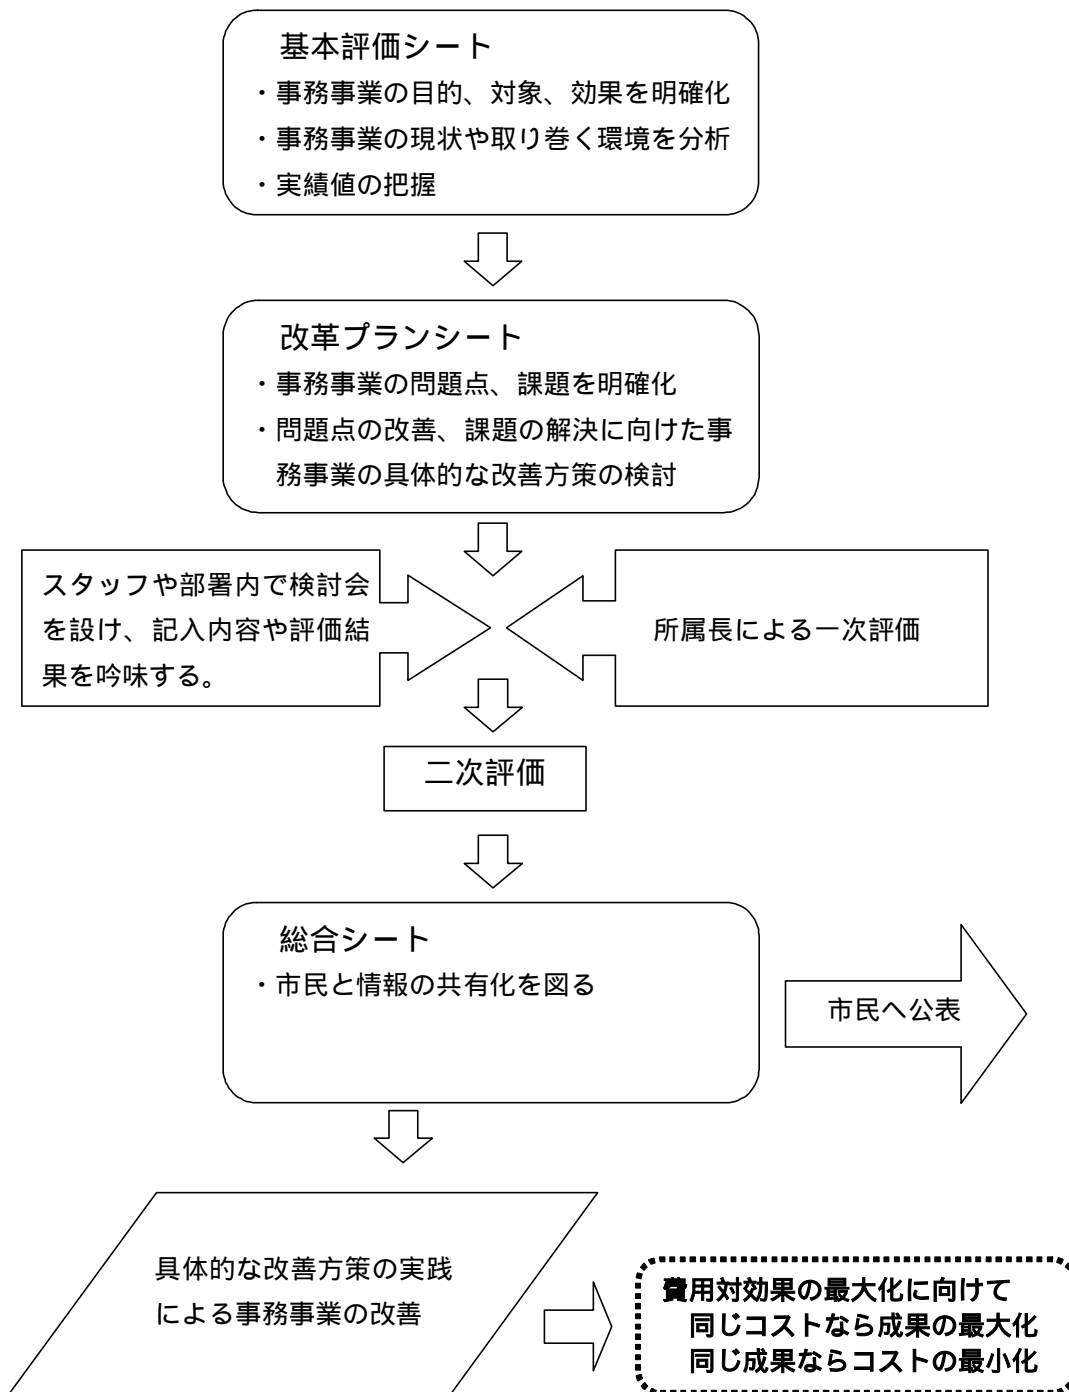 基本評価シート
・事務事業の目的、対象、効果を明確化
・事務事業の現状や取り巻く環境を分析
・実績値の把握
改革プランシート
・事務事業の問題点、課題を明確化
・問題点の改善、課題の解決に向けた事
務事業の具体的な改善方策の検討
スタッフや部署内で検討会
を設け、記入内容や評価結
果を吟味する。
所属長による一次評価
二次評価
総合シート
・市民と情報の共有化を図る
市民へ公表
具体的な改善方策の実践
による事務事業の改善
費用対効果の最大化に向けて
同じコストなら成果の最大化
同じ成果ならコストの最小化